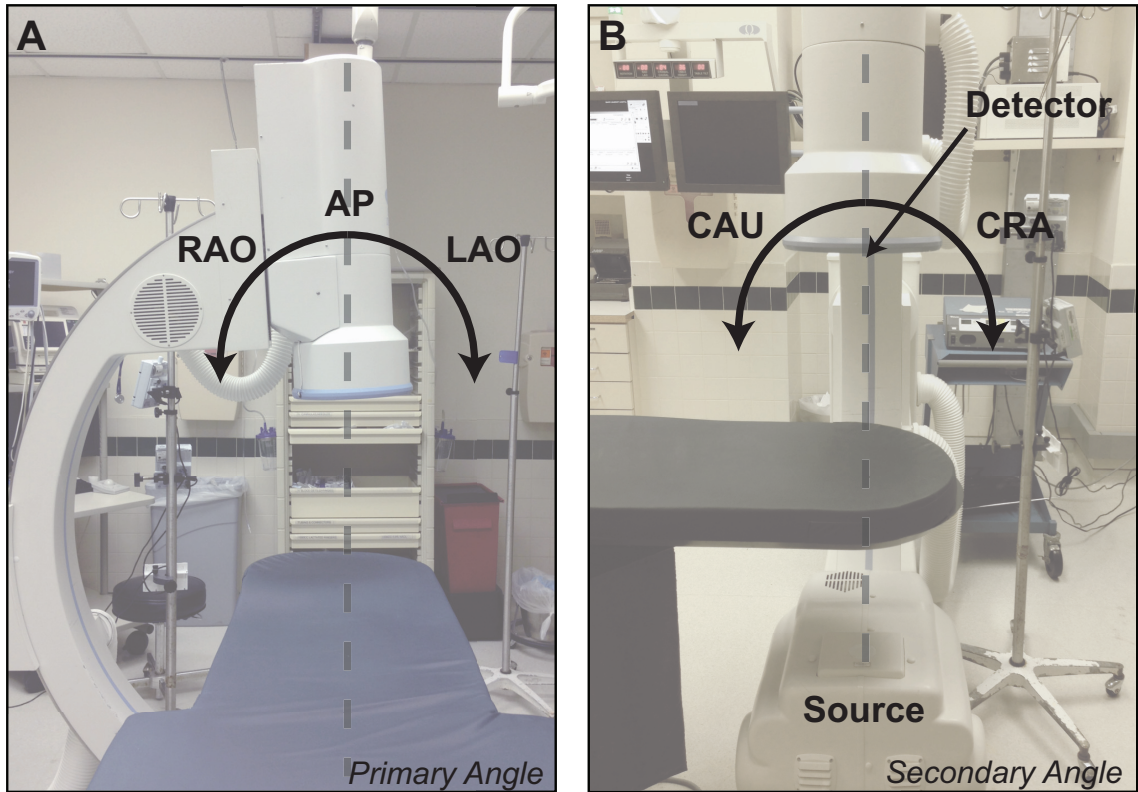 A
AP
RAO
LAO
Primary Angle
B
Detector
CAU
CRA
Source
Secondary Angle